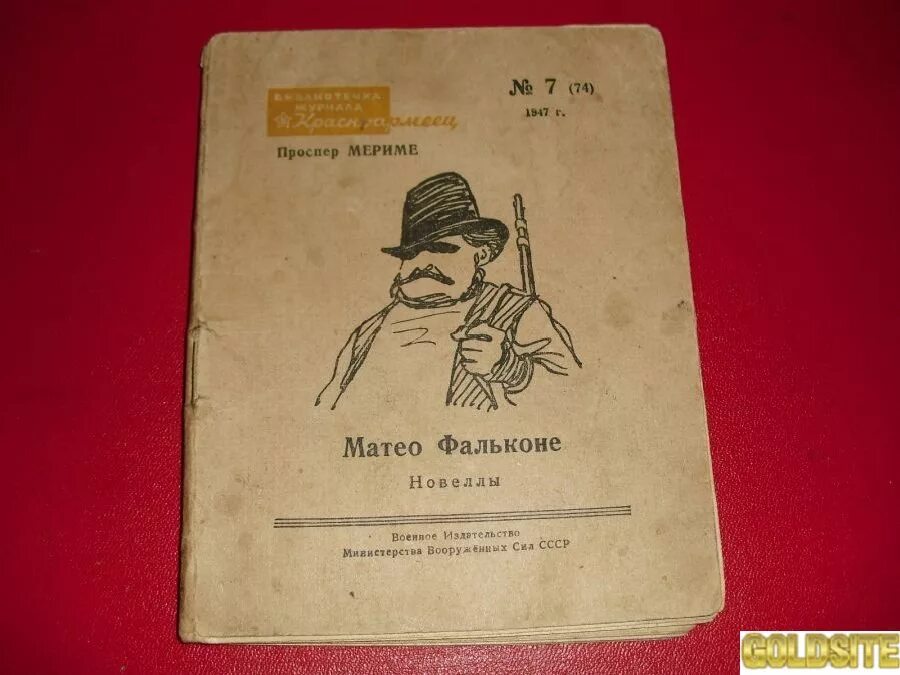 БИБЛИОТЕЧКА
ЖУРНАЛА
Красноармеец
№ 7 (74)
1947 г.
Проспер МЕРИМЕ
Матео Фальконе
Новеллы
Военное Издательство
Министерства Вооружённых Сил СССР
GOLDSITE